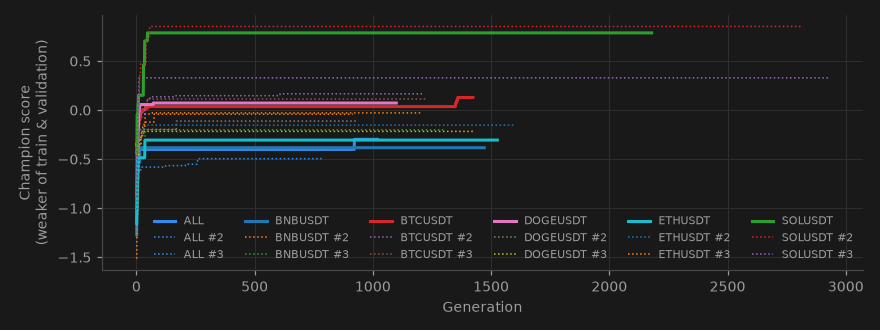 Champion score
(weaker of train & validation)
0.5
0.0
−0.5
−1.0
−1.5
ALL BNBUSDT BTCUSDT DOGEUSDT ETHUSDT SOLUSDT
ALL #2 BNBUSDT #2 BTCUSDT #2 DOGEUSDT #2 ETHUSDT #2 SOLUSDT #2
ALL #3 BNBUSDT #3 BTCUSDT #3 DOGEUSDT #3 ETHUSDT #3 SOLUSDT #3
0 500 1000 1500 2000 2500 3000
Generation